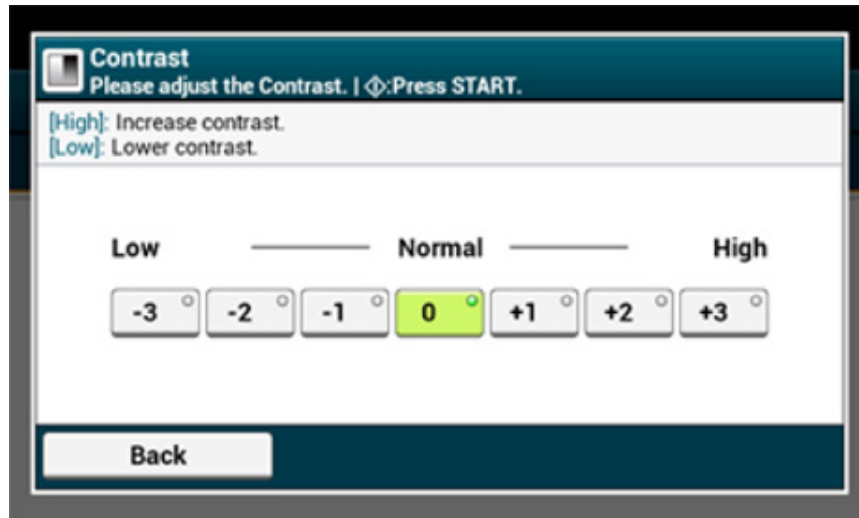 Contrast
Please adjust the Contrast. | :Press START.
[High]: Increase contrast.
[Low]: Lower contrast.
Low Normal High
-3 -2 -1 0 +1 +2 +3
Back